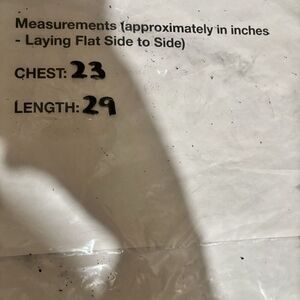 Measurements (approximately in inches
- Laying Flat Side to Side)
CHEST: 23
LENGTH: 29